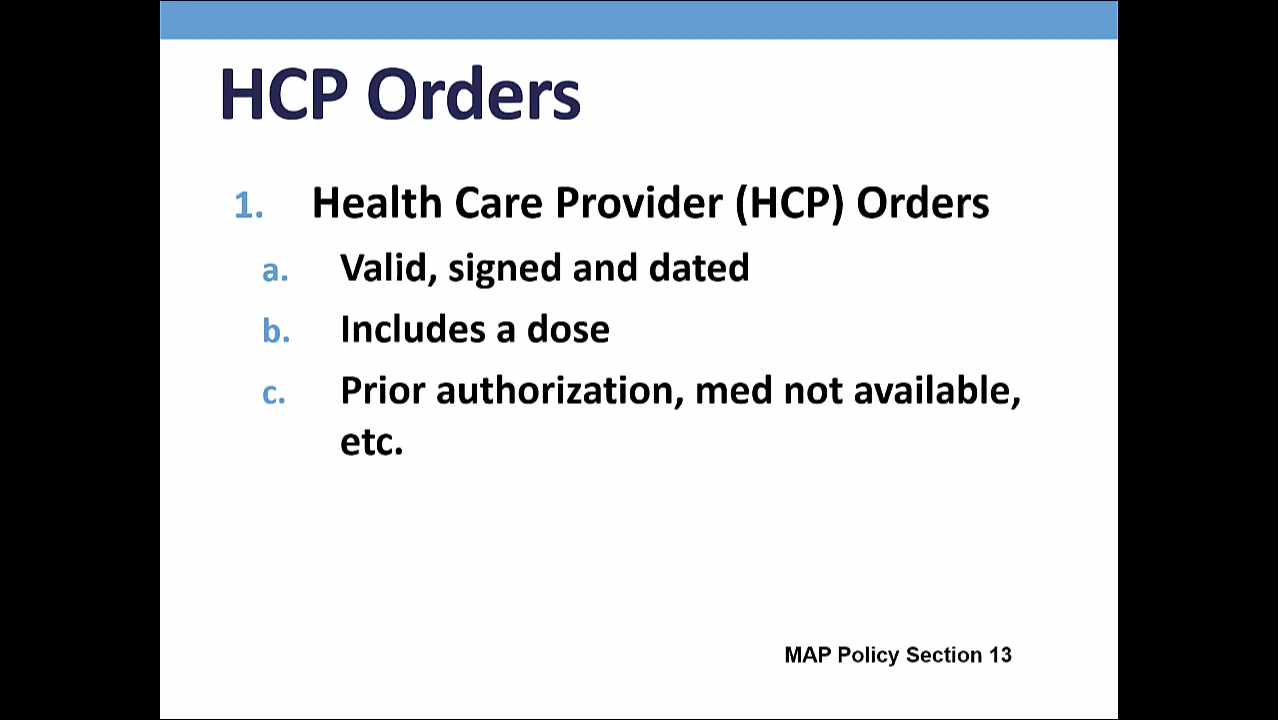 HCP Orders
1. Health Care Provider (HCP) Orders
a. Valid, signed and dated
b. Includes a dose
c. Prior authorization, med not available,
etc.
MAP Policy Section 13